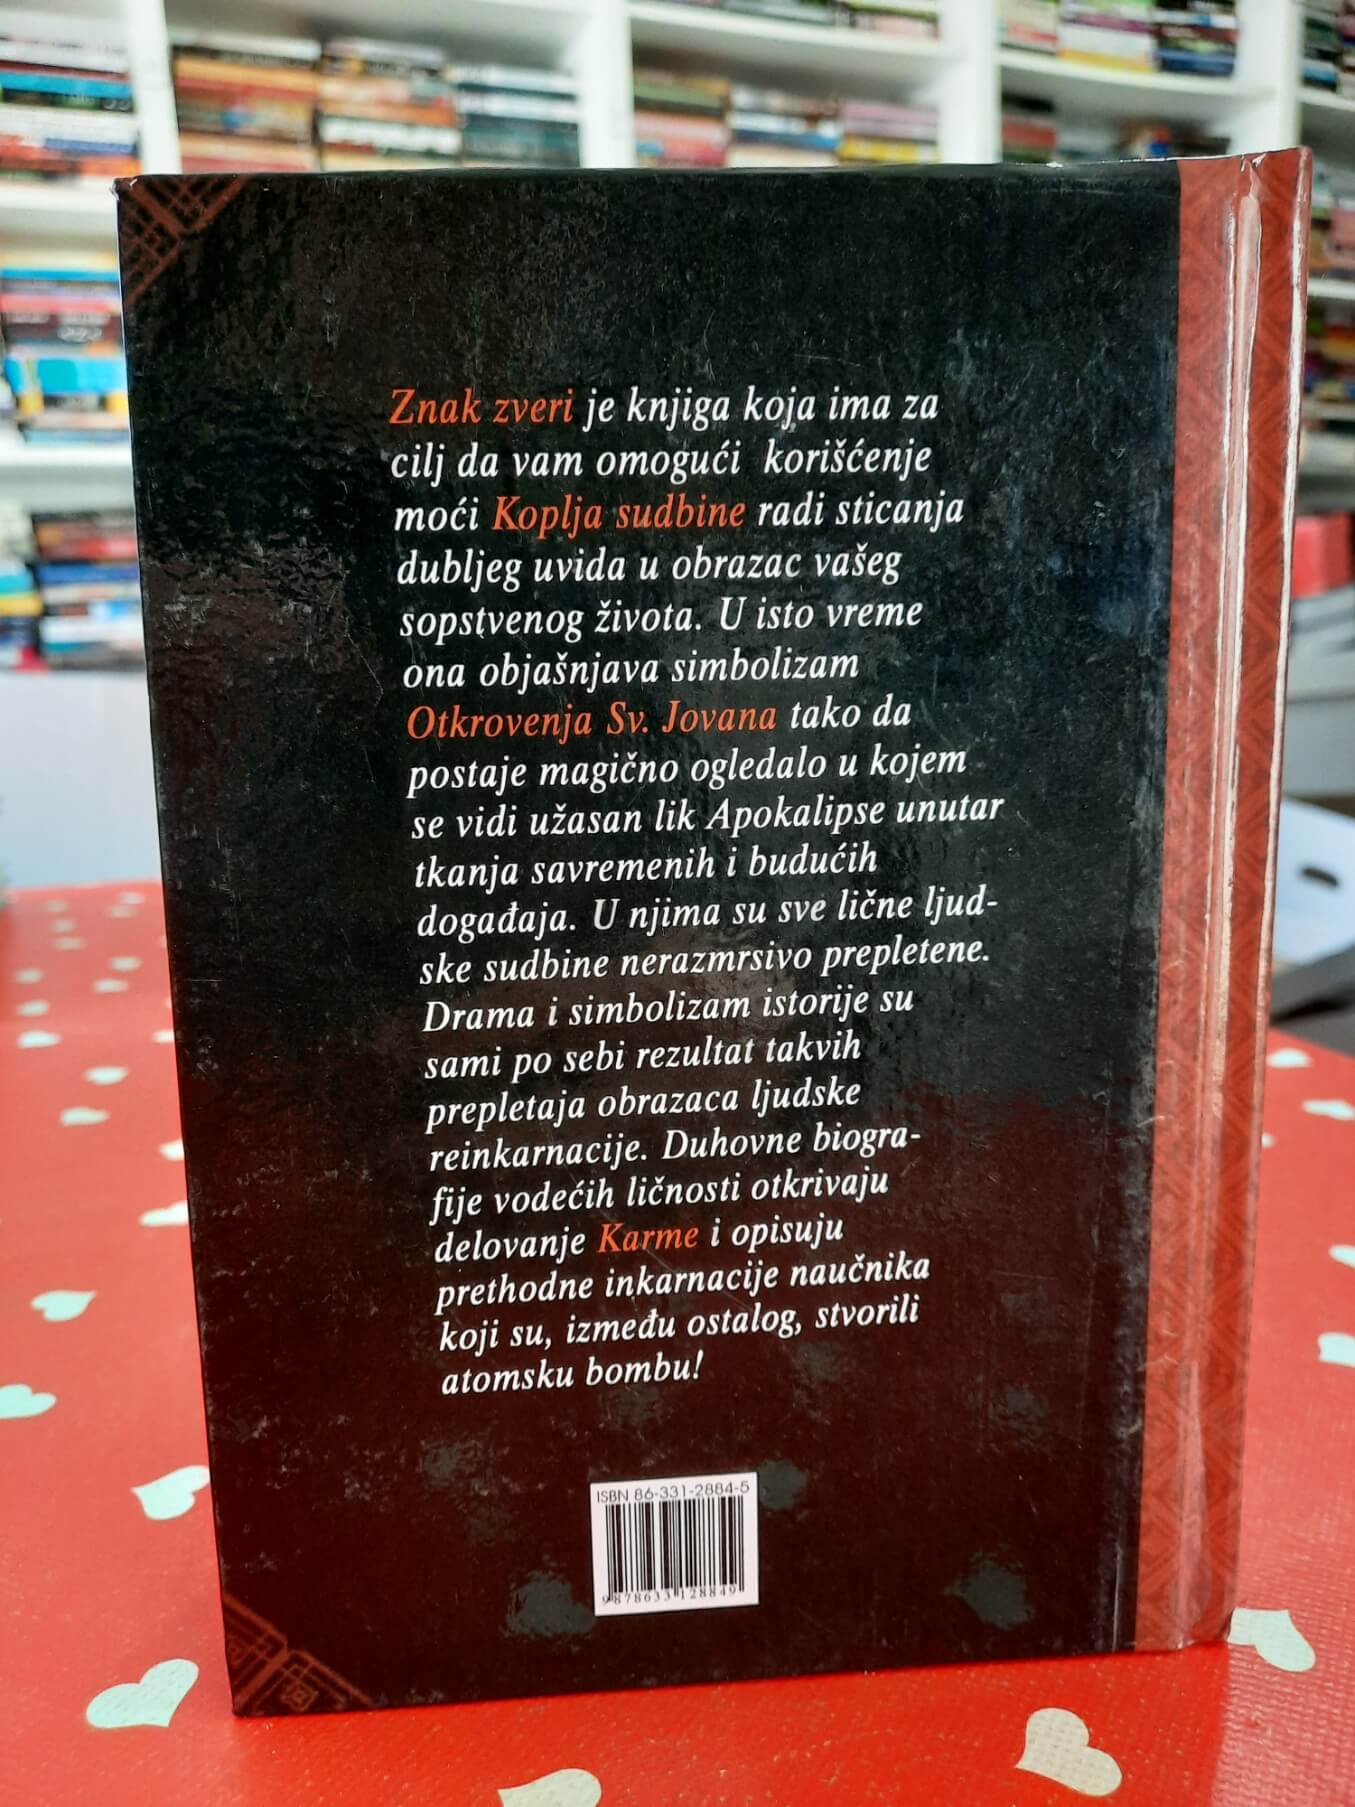 Znak zveri je knjiga koja ima za
cilj da vam omogući korišćenje
moći Koplja sudbine radi sticanja
dubljeg uvida u obrazac vašeg
sopstvenog života. U isto vreme
ona objašnjava simbolizam
Otkrovenja Sv. Jovana tako da
postaje magično ogledalo u kojem
se vidi užasan lik Apokalipse unutar
tkanja savremenih i budućih
događaja. U njima su sve lične ljud-
ske sudbine nerazmrsivo prepletene.
Drama i simbolizam istorije su
sami po sebi rezultat takvih
prepletaja obrazaca ljudske
reinkarnacije. Duhovne biogra-
fije vodećih ličnosti otkrivaju
delovanje Karme i opisuju
prethodne inkarnacije naučnika
koji su, između ostalog, stvorili
atomsku bombu!
ISBN 86-331-2884-5
9 788633 128849